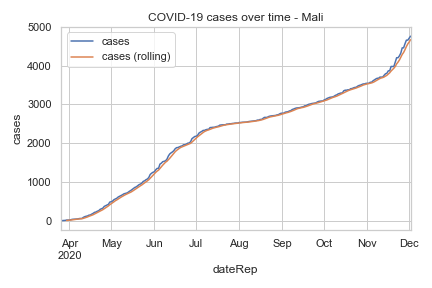 COVID-19 cases over time - Mali
cases
cases (rolling)
5000
4000
3000
2000
1000
0
cases
Apr May Jun Jul Aug Sep Oct Nov Dec
2020
dateRep